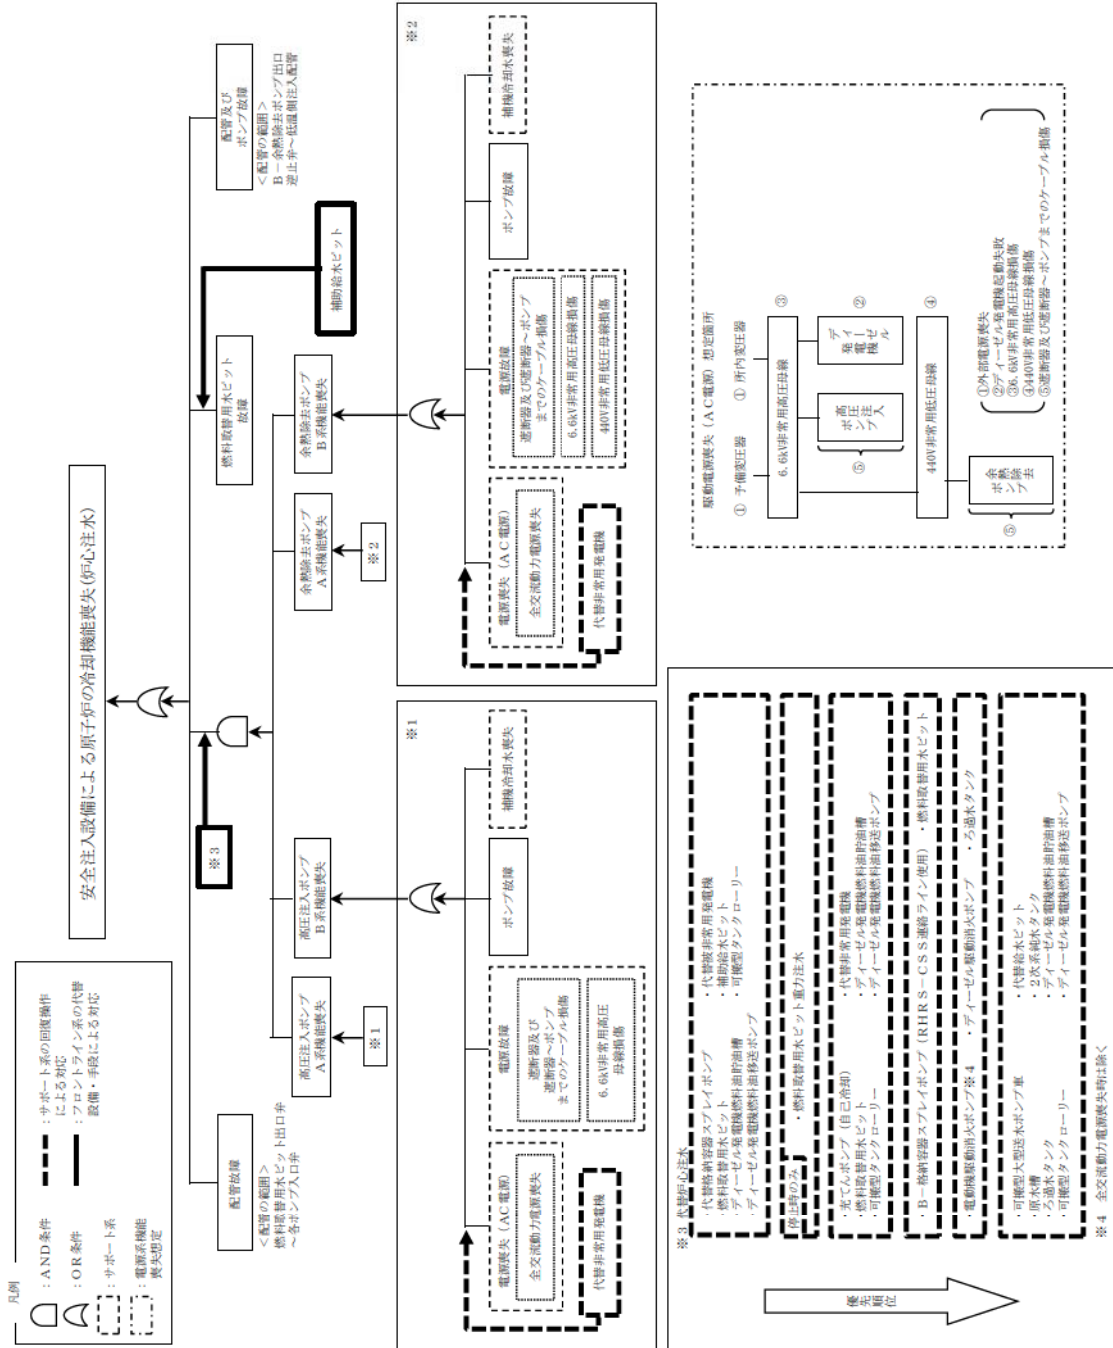 凡例
：AND条件
：OR条件
：サポート系
：電源系機能
喪失想定
：サポート系の回復操作
による対応
：フロントライン系の代替
設備・手段による対応
安全注入設備による原子炉の冷却機能喪失(炉心注水)
※3
配管故障
＜配管の範囲＞
燃料取替用水ピット出口弁
～各ポンプ入口弁
高圧注入ポンプ
A系機能喪失
※1
高圧注入ポンプ
B系機能喪失
余熱除去ポンプ
A系機能喪失
※2
余熱除去ポンプ
B系機能喪失
燃料取替用水ピット
故障
補助給水ピット
配管及び
ポンプ故障
＜配管の範囲＞
B－余熱除去ポンプ出口
逆止弁～低温側注入配管
※1
電源喪失（AC電源）
全交流動力電源喪失
代替非常用発電機
電源故障
遮断器及び
遮断器～ポンプ
までのケーブル損傷
6.6kV非常用高圧
母線損傷
ポンプ故障
補機冷却水喪失
※2
電源喪失（AC電源）
全交流動力電源喪失
代替非常用発電機
電源故障
遮断器及び遮断器～ポンプ
までのケーブル損傷
6.6kV非常用高圧母線損傷
440V非常用低圧母線損傷
ポンプ故障
補機冷却水喪失
※3 代替炉心注水
・代替格納容器スプレイポンプ ・代替非常用発電機
・燃料取替用水ピット ・補助給水ピット
・ディーゼル発電機燃料油貯油槽 ・可搬型タンクローリー
・ディーゼル発電機燃料油移送ポンプ
停止時のみ ・燃料取替用水ピット重力注水
・充てんポンプ（自己冷却） ・代替非常用発電機
・燃料取替用水ピット ・ディーゼル発電機燃料油貯油槽
・可搬型タンクローリー ・ディーゼル発電機燃料油移送ポンプ
・B－格納容器スプレイポンプ（RHRS－CSS連絡ライン使用） ・燃料取替用水ピット
・電動機駆動消火ポンプ※4 ・ディーゼル駆動消火ポンプ ・ろ過水タンク
・可搬型大型送水ポンプ車 ・代替給水ピット
・原水槽 ・2次系純水タンク
・ろ過水タンク ・ディーゼル発電機燃料油貯油槽
・可搬型タンクローリー ・ディーゼル発電機燃料油移送ポンプ
※4 全交流動力電源喪失時は除く
優先順位
駆動電源喪失（AC電源）想定箇所
① 予備変圧器 ① 所内変圧器
6.6kV非常用高圧母線 ③
高圧注入
ポンプ
⑤
ディーゼル
発電機
②
440V非常用低圧母線 ④
余熱除去
ポンプ
⑤
①外部電源喪失
②ディーゼル発電機起動失敗
③6.6kV非常用高圧母線損傷
④440V非常用低圧母線損傷
⑤遮断器及び遮断器～ポンプまでのケーブル損傷